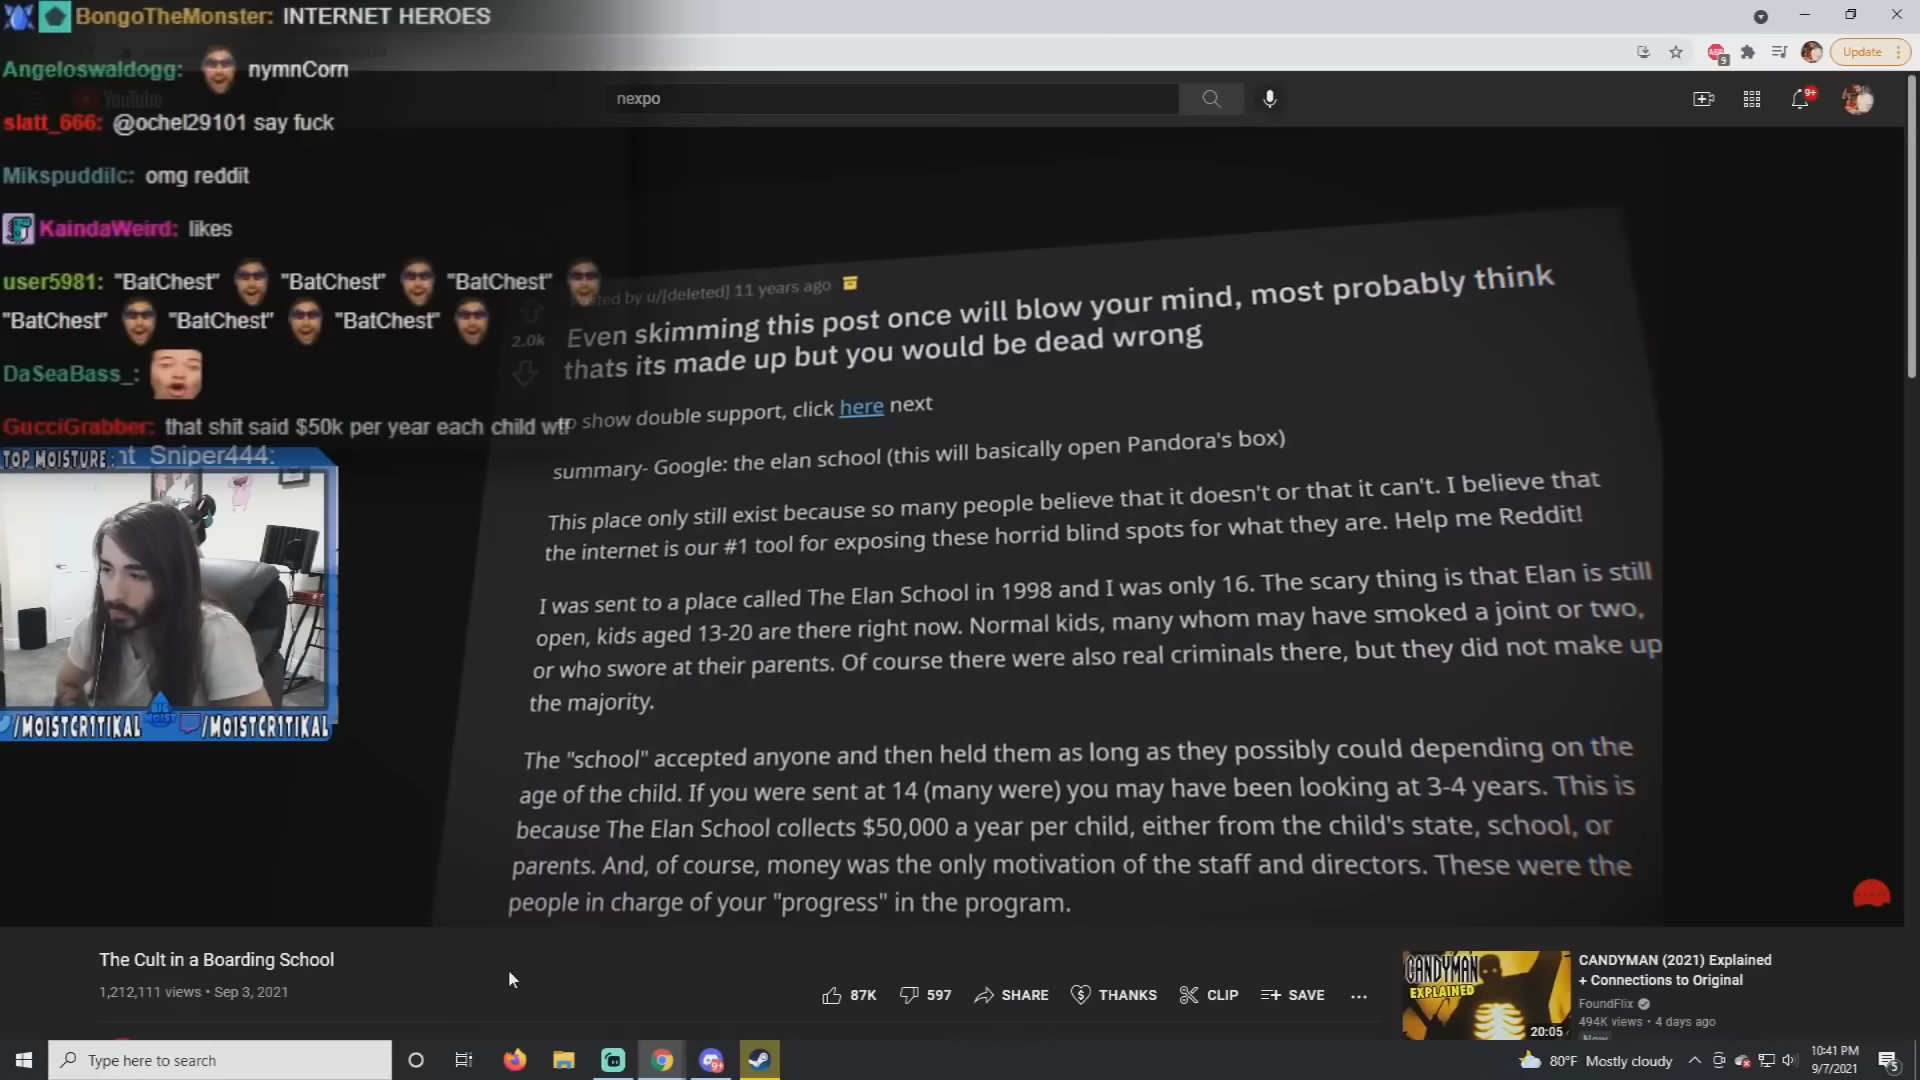 BongoTheMonster: INTERNET HEROES
Angeloswaldogg: nymnCorn
YouTube
nexpo
Update
9
9+
slatt_666: @ochel29101 say fuck
Mikspuddilc: omg reddit
KaindaWeird: likes
user5981: "BatChest" "BatChest" "BatChest"
"BatChest" "BatChest" "BatChest"
DaSeaBass_:
GucciGrabber: that shit said $50k per year each child wtf
Sniper444:
TOP MOISTURE:
/MOISTCR1TIKAL
BIG MOIST
/MOISTCR1TIKAL
by u/[deleted] 11 years ago
2.0k
Even skimming this post once will blow your mind, most probably think
thats its made up but you would be dead wrong
show double support, click here next
summary- Google: the elan school (this will basically open Pandora's box)
This place only still exist because so many people believe that it doesn't or that it can't. I believe that
the internet is our #1 tool for exposing these horrid blind spots for what they are. Help me Reddit!
I was sent to a place called The Elan School in 1998 and I was only 16. The scary thing is that Elan is still
open, kids aged 13-20 are there right now. Normal kids, many whom may have smoked a joint or two,
or who swore at their parents. Of course there were also real criminals there, but they did not make up
the majority.
The "school" accepted anyone and then held them as long as they possibly could depending on the
age of the child. If you were sent at 14 (many were) you may have been looking at 3-4 years. This is
because The Elan School collects $50,000 a year per child, either from the child's state, school, or
parents. And, of course, money was the only motivation of the staff and directors. These were the
people in charge of your "progress" in the program.
The Cult in a Boarding School
1,212,111 views • Sep 3, 2021
87K
597
SHARE
THANKS
CLIP
SAVE
CANDYMAN
EXPLAINED
20:05
CANDYMAN (2021) Explained
+ Connections to Original
FoundFlix
494K views • 4 days ago
New
Type here to search
9+
80°F Mostly cloudy
10:41 PM
9/7/2021
5